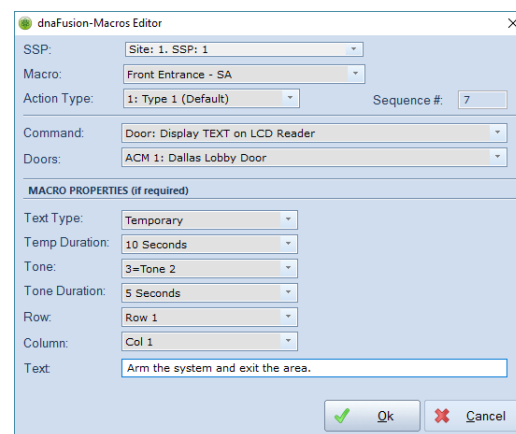 dnaFusion-Macros Editor
SSP: Site: 1. SSP: 1
Macro: Front Entrance - SA
Action Type: 1: Type 1 (Default) Sequence #: 7
Command: Door: Display TEXT on LCD Reader
Doors: ACM 1: Dallas Lobby Door
MACRO PROPERTIES (if required)
Text Type: Temporary
Temp Duration: 10 Seconds
Tone: 3=Tone 2
Tone Duration: 5 Seconds
Row: Row 1
Column: Col 1
Text: Arm the system and exit the area.
Ok Cancel